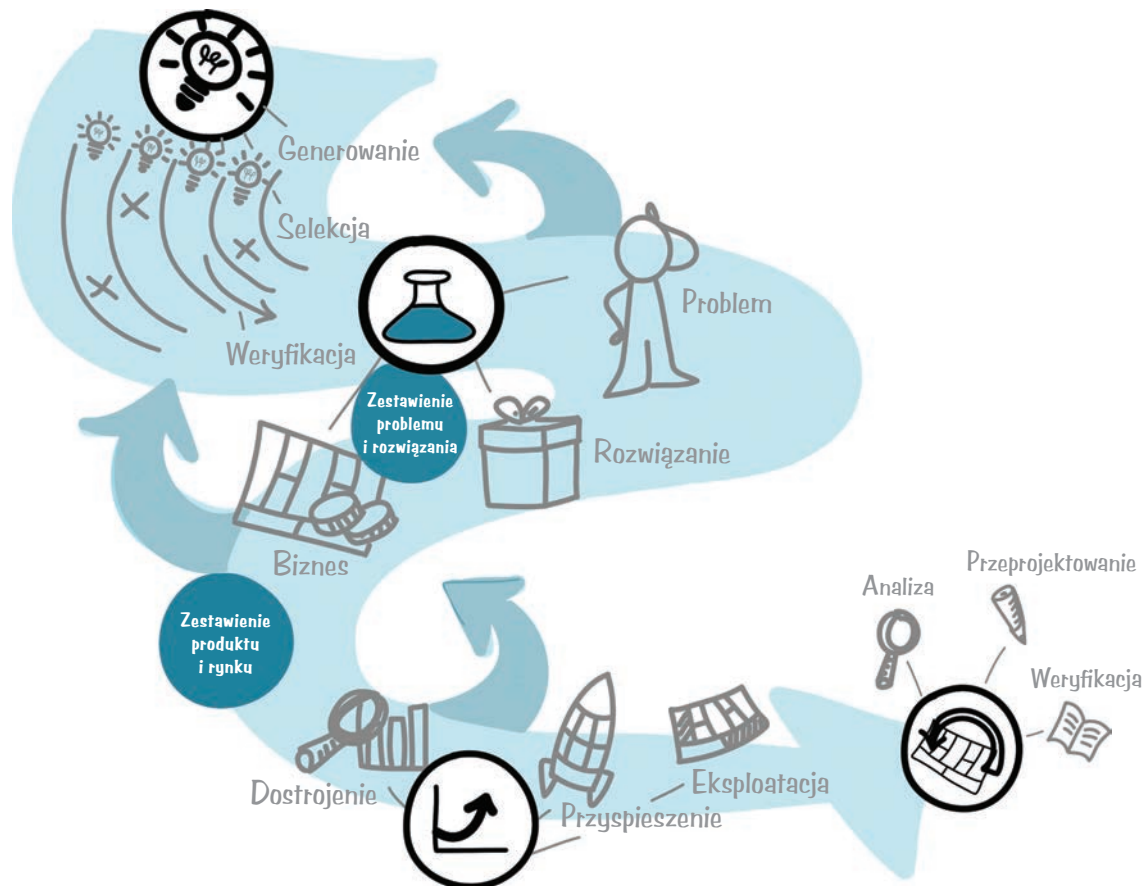 Generowanie
Selekcja
Weryfikacja
Problem
Zestawienie
problemu
i rozwiązania
Rozwiązanie
Biznes
Zestawienie
produktu
i rynku
Dostrojenie
Przyspieszenie
Eksploatacja
Analiza
Przeprojektowanie
Weryfikacja